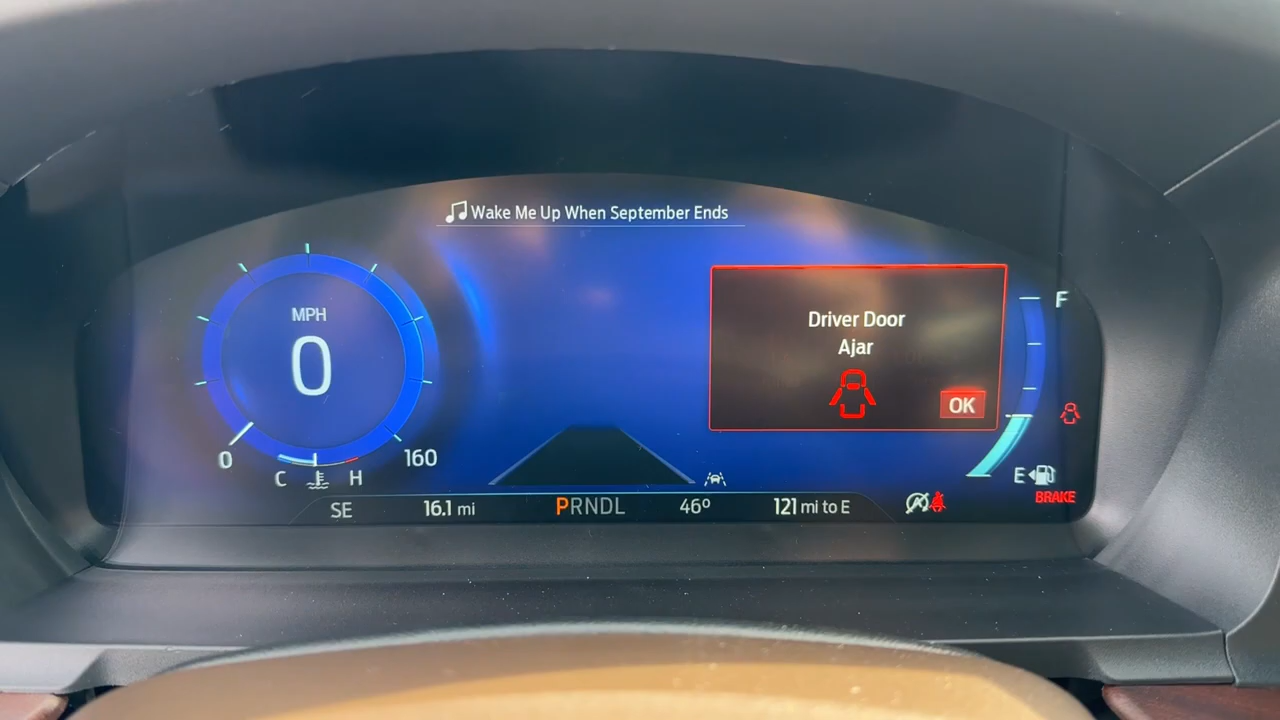 Wake Me Up When September Ends
MPH
0
0
160
C
H
Driver Door
Ajar
OK
F
E
BRAKE
SE
16.1 mi
PRNDL
46º
121 mi to E